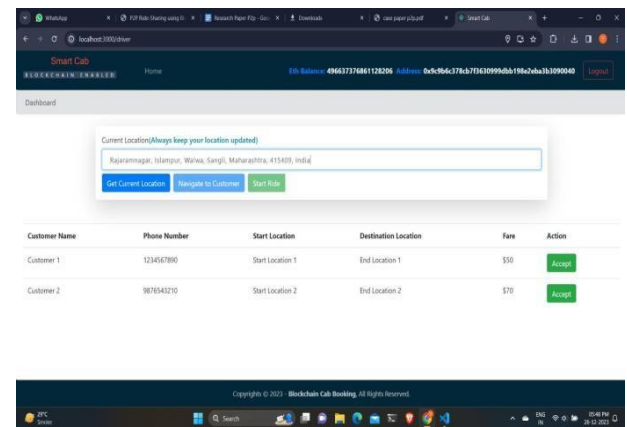 WhatsApp
P2P Ride Sharing using
Research Paper P2p - Goo
Downloads
case paper p2p.pdf
Smart Cab
localhost:3000/driver
Smart Cab
BLOCKCHAIN ENABLED
Home
Eth Balance: 496637376861128206 Address: 0x9c9b6c378cb7f3630999dbb198e2eba3b3090040
Logout
Dashboard
Current Location(Always keep your location updated)
Rajaramnagar, Islampur, Walwa, Sangli, Maharashtra, 415409, India
Get Current Location Navigate to Customer Start Ride
Customer Name Phone Number Start Location Destination Location Fare Action
Customer 1 1234567890 Start Location 1 End Location 1 $50 Accept
Customer 2 9876543210 Start Location 2 End Location 2 $70 Accept
Copyrights © 2023 - Blockchain Cab Booking, All Rights Reserved.
29°C
Smoke
Search
ENG
IN
05:48 PM
26-12-2023